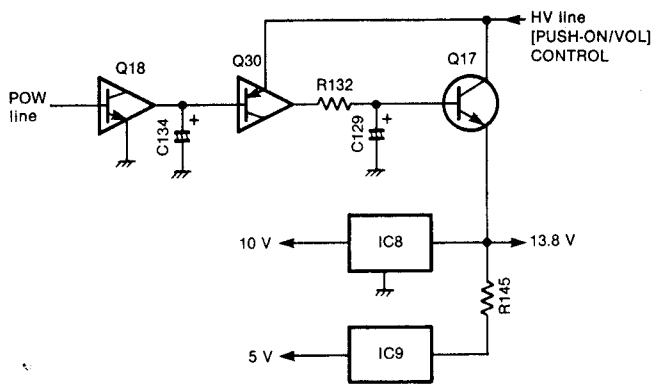 HV line
[PUSH-ON/VOL]
CONTROL
Q18
Q30
Q17
R132
POW
line
+
C134
+
C129
10 V
IC8
13.8 V
R145
5 V
IC9